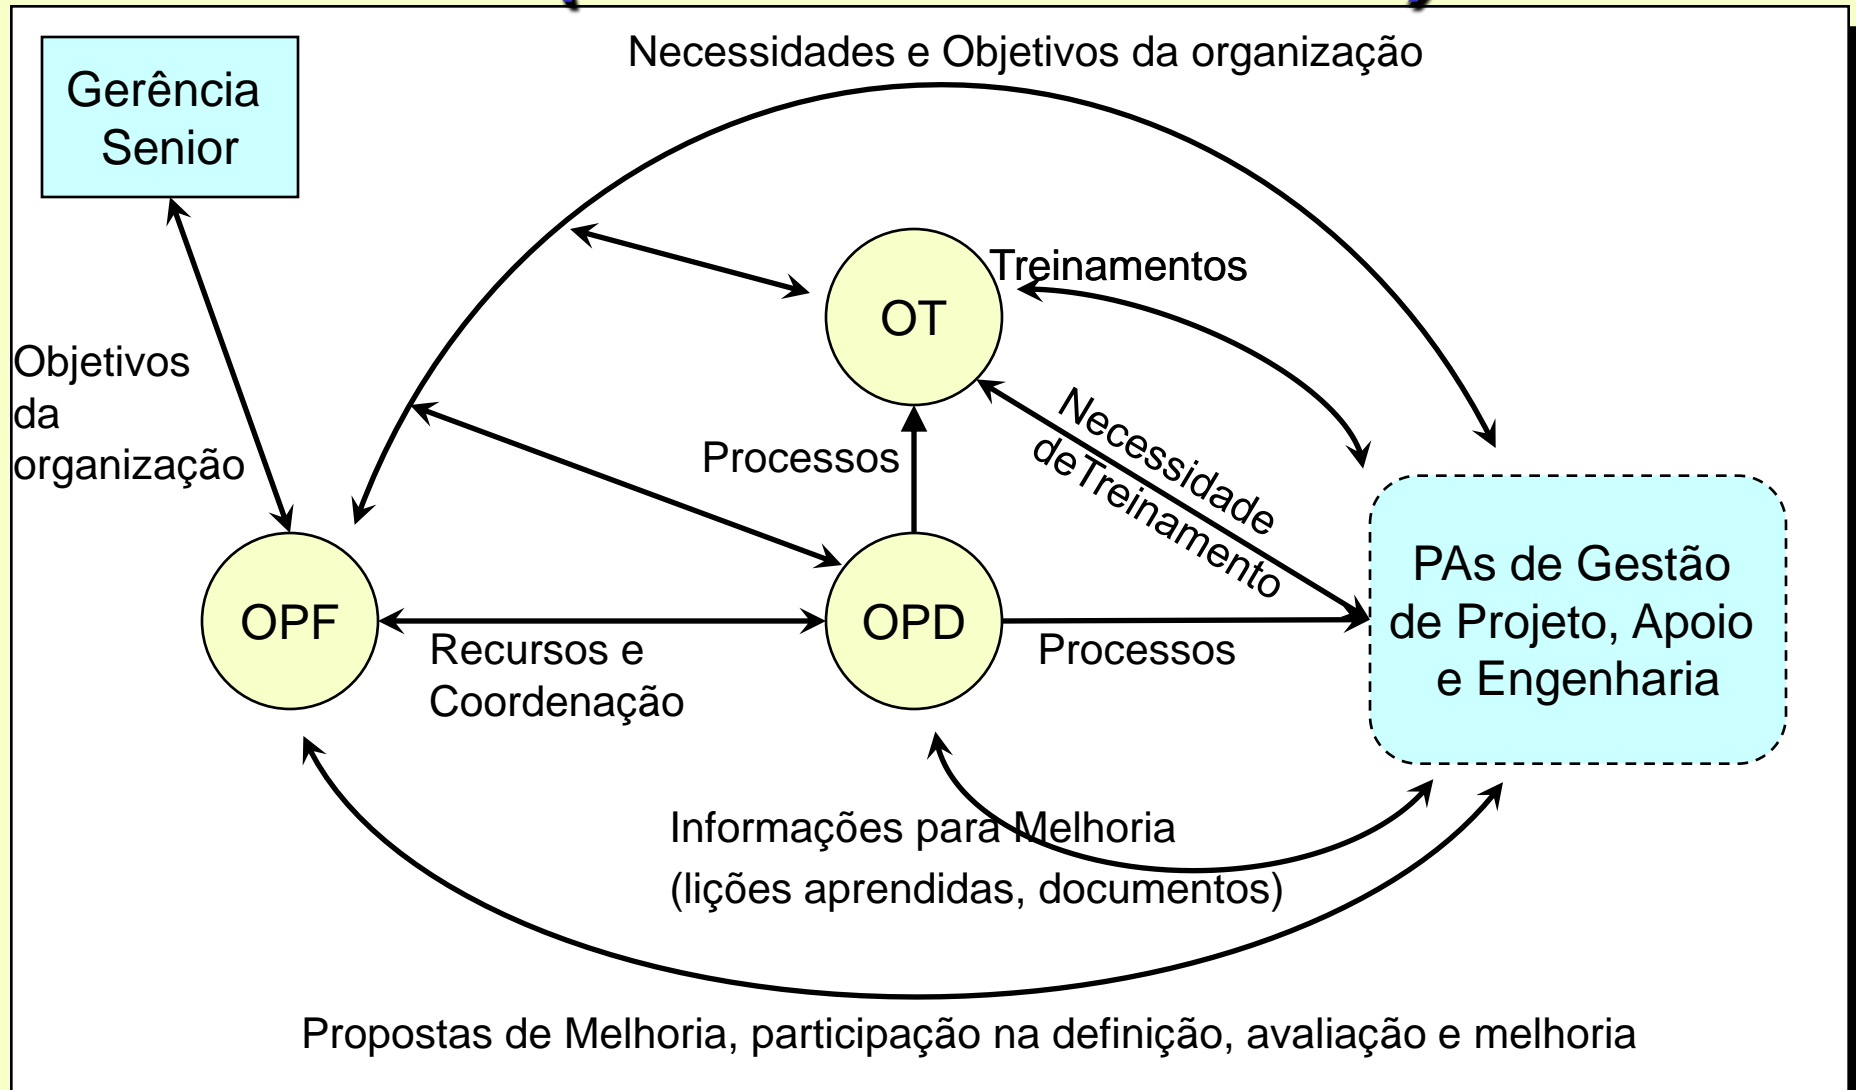 Necessidades e Objetivos da organização
Gerência
Senior
Treinamentos
OT
Objetivos
da
organização
Necessidade
deTreinamento
Processos
PAs de Gestão
de Projeto, Apoio
e Engenharia
OPF
OPD
Recursos e
Coordenação
Processos
Informações para Melhoria
(lições aprendidas, documentos)
Propostas de Melhoria, participação na definição, avaliação e melhoria